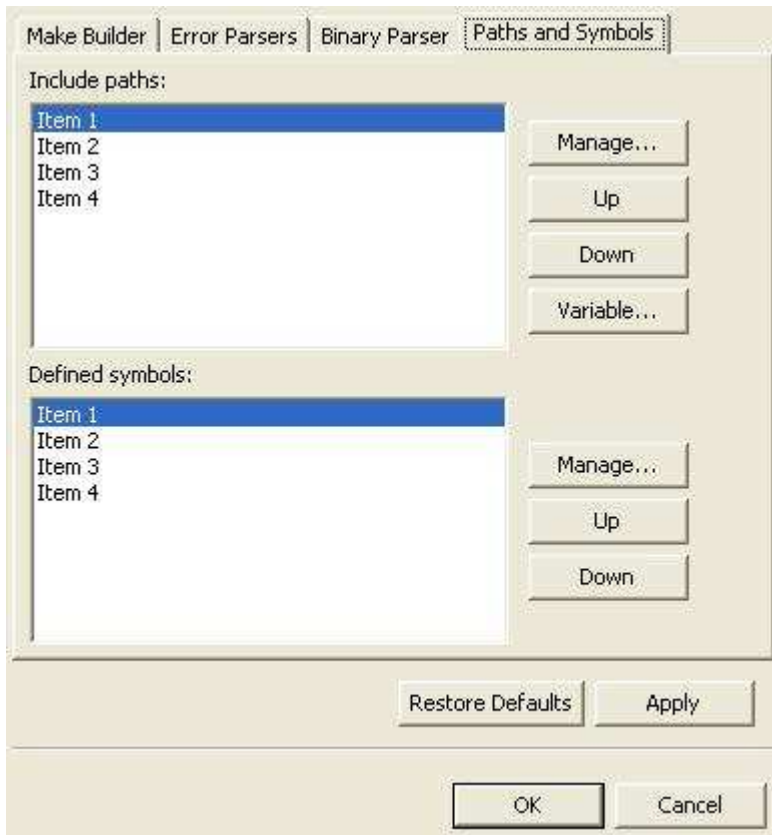 Make Builder Error Parsers Binary Parser Paths and Symbols
Include paths:
Item 1
Item 2
Item 3
Item 4
Manage...
Up
Down
Variable...
Defined symbols:
Item 1
Item 2
Item 3
Item 4
Manage...
Up
Down
Restore Defaults Apply
OK Cancel